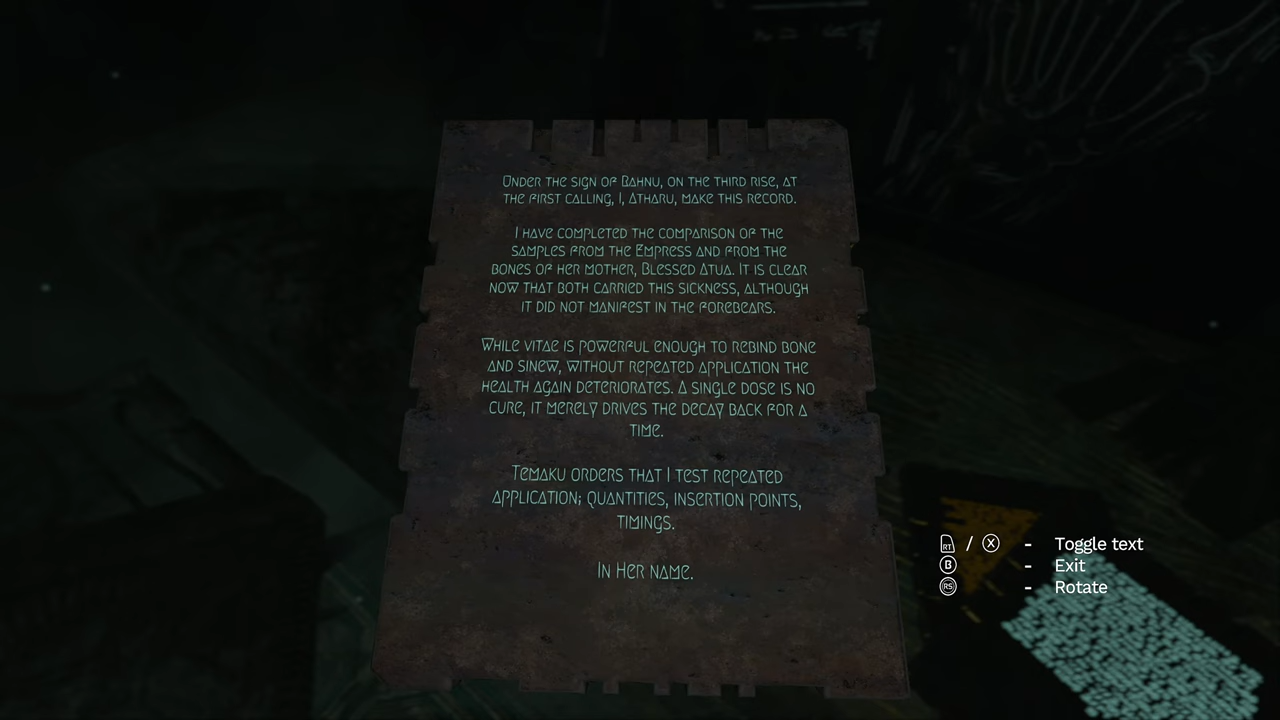 Under the sign of Rahnu, on the third rise, at
the first calling, I, Atharu, make this record.
I have completed the comparison of the
samples from the Empress and from the
bones of her mother, Blessed Atua. It is clear
now that both carried this sickness, although
it did not manifest in the forebears.
While vitae is powerful enough to rebind bone
and sinew, without repeated application the
health again deteriorates. A single dose is no
cure, it merely drives the decay back for a
time.
Temaku orders that I test repeated
application; quantities, insertion points,
timings.
In Her name.
RT / X - Toggle text
B - Exit
RS - Rotate